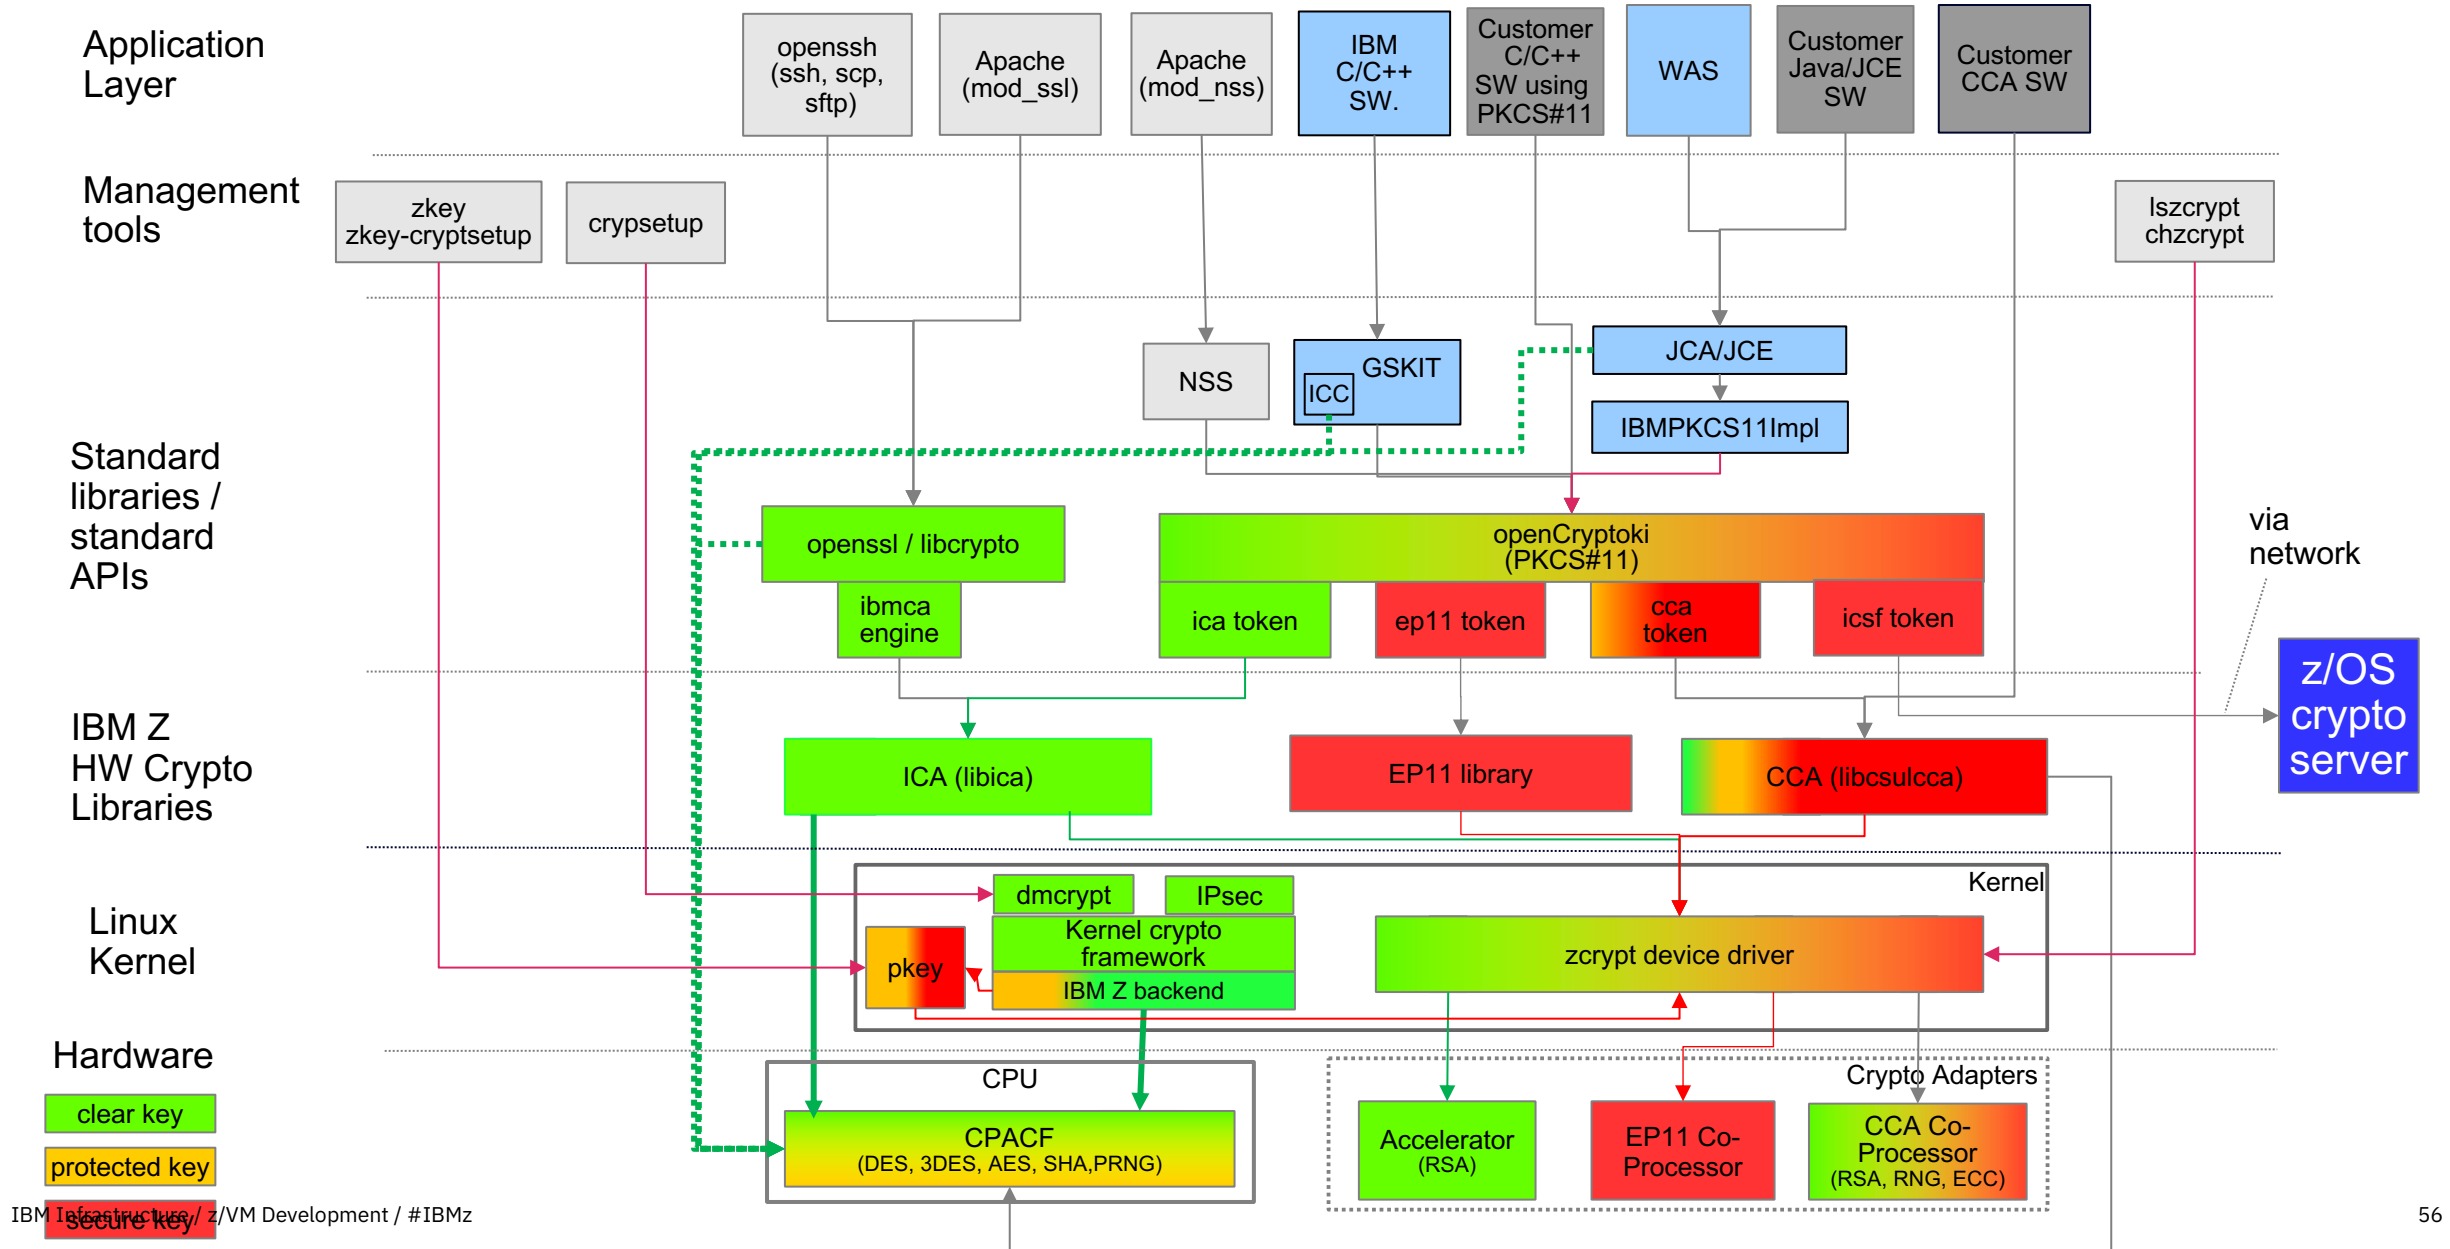 Application
Layer
openssh
(ssh, scp,
sftp)
Apache
(mod_ssl)
Apache
(mod_nss)
IBM
C/C++
SW.
Customer
C/C++
SW using
PKCS#11
WAS
Customer
Java/JCE
SW
Customer
CCA SW
Management
tools
zkey
zkey-cryptsetup
crypsetup
lszcrypt
chzcrypt
Standard
libraries /
standard
APIs
NSS
GSKIT
ICC
JCA/JCE
IBMPKCS11Impl
openssl / libcrypto
ibmca
engine
openCryptoki
(PKCS#11)
ica token
ep11 token
cca
token
icsf token
via
network
z/OS
crypto
server
IBM Z
HW Crypto
Libraries
ICA (libica)
EP11 library
CCA (libcsulcca)
Linux
Kernel
Kernel
dmcrypt
IPsec
Kernel crypto
framework
IBM Z backend
pkey
zcrypt device driver
Hardware
clear key
protected key
secure key
CPU
CPACF
(DES, 3DES, AES, SHA,PRNG)
Crypto Adapters
Accelerator
(RSA)
EP11 Co-
Processor
CCA Co-
Processor
(RSA, RNG, ECC)
IBM Infrastructure / z/VM Development / #IBMz
56